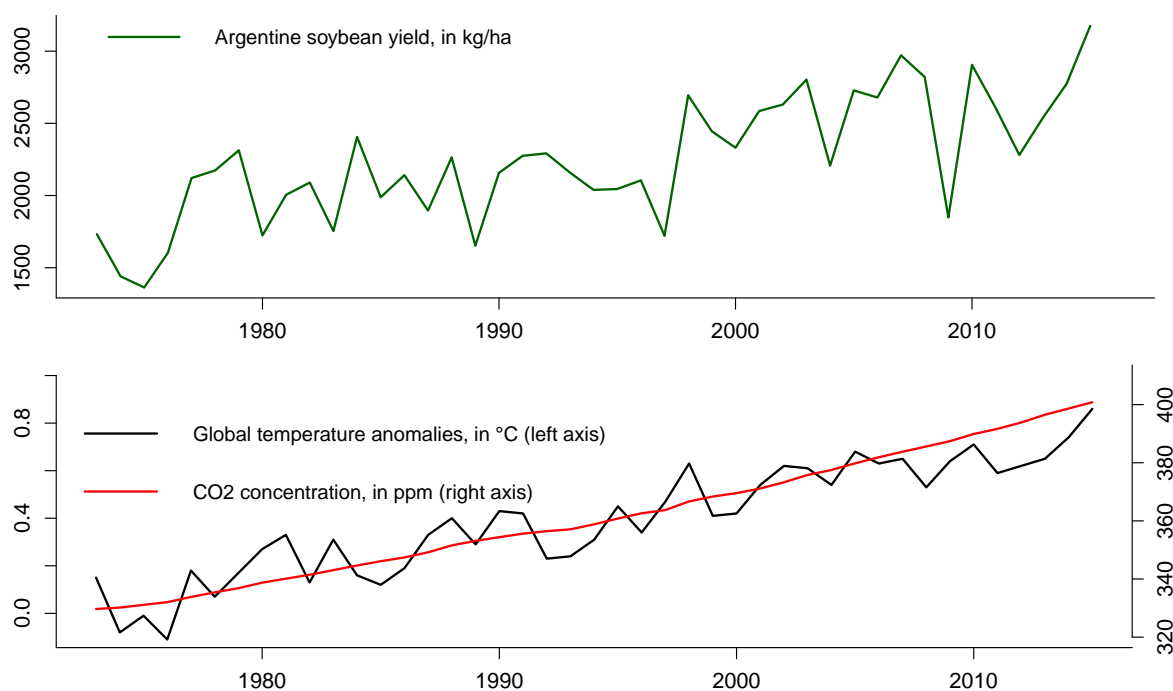 Argentine soybean yield, in kg/ha
3000
2500
2000
1500
1980 1990 2000 2010
Global temperature anomalies, in °C (left axis)
CO2 concentration, in ppm (right axis)
0.8
0.4
0.0
400
380
360
340
320
1980 1990 2000 2010